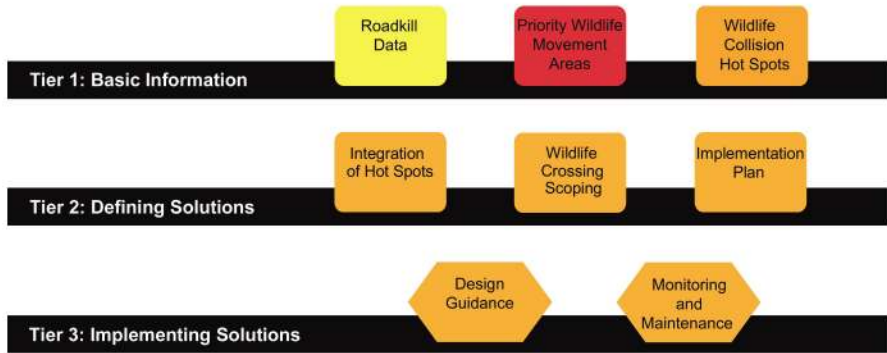 Roadkill
Data
Priority Wildlife
Movement
Areas
Wildlife
Collision
Hot Spots
Tier 1: Basic Information
Integration
of Hot Spots
Wildlife
Crossing
Scoping
Implementation
Plan
Tier 2: Defining Solutions
Design
Guidance
Monitoring
and
Maintenance
Tier 3: Implementing Solutions